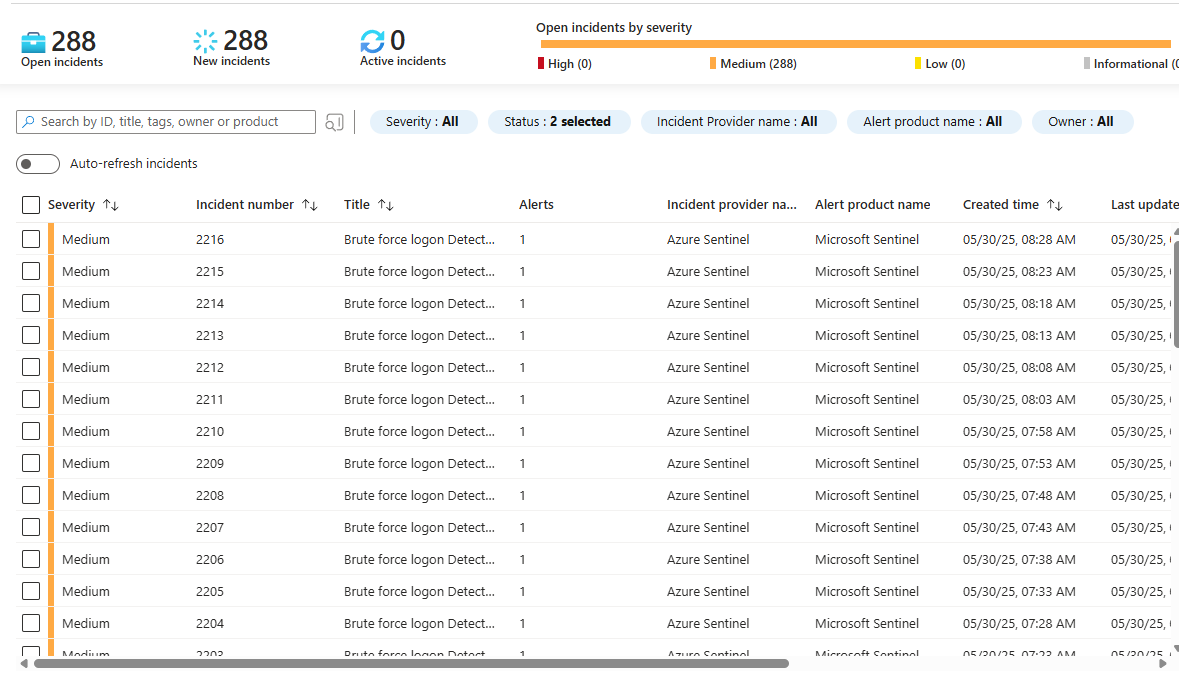 288 Open incidents
288 New incidents
0 Active incidents
Open incidents by severity
High (0) Medium (288) Low (0) Informational (0
Search by ID, title, tags, owner or product Severity : All Status : 2 selected Incident Provider name : All Alert product name : All Owner : All
Auto-refresh incidents
Severity Incident number Title Alerts Incident provider na... Alert product name Created time Last update
Medium 2216 Brute force logon Detect... 1 Azure Sentinel Microsoft Sentinel 05/30/25, 08:28 AM 05/30/25,
Medium 2215 Brute force logon Detect... 1 Azure Sentinel Microsoft Sentinel 05/30/25, 08:23 AM 05/30/25,
Medium 2214 Brute force logon Detect... 1 Azure Sentinel Microsoft Sentinel 05/30/25, 08:18 AM 05/30/25,
Medium 2213 Brute force logon Detect... 1 Azure Sentinel Microsoft Sentinel 05/30/25, 08:13 AM 05/30/25,
Medium 2212 Brute force logon Detect... 1 Azure Sentinel Microsoft Sentinel 05/30/25, 08:08 AM 05/30/25,
Medium 2211 Brute force logon Detect... 1 Azure Sentinel Microsoft Sentinel 05/30/25, 08:03 AM 05/30/25,
Medium 2210 Brute force logon Detect... 1 Azure Sentinel Microsoft Sentinel 05/30/25, 07:58 AM 05/30/25,
Medium 2209 Brute force logon Detect... 1 Azure Sentinel Microsoft Sentinel 05/30/25, 07:53 AM 05/30/25,
Medium 2208 Brute force logon Detect... 1 Azure Sentinel Microsoft Sentinel 05/30/25, 07:48 AM 05/30/25,
Medium 2207 Brute force logon Detect... 1 Azure Sentinel Microsoft Sentinel 05/30/25, 07:43 AM 05/30/25,
Medium 2206 Brute force logon Detect... 1 Azure Sentinel Microsoft Sentinel 05/30/25, 07:38 AM 05/30/25,
Medium 2205 Brute force logon Detect... 1 Azure Sentinel Microsoft Sentinel 05/30/25, 07:33 AM 05/30/25,
Medium 2204 Brute force logon Detect... 1 Azure Sentinel Microsoft Sentinel 05/30/25, 07:28 AM 05/30/25,
Medium 2203 Brute force logon Detect... 1 Azure Sentinel Microsoft Sentinel 05/30/25, 07:23 AM 05/30/25,